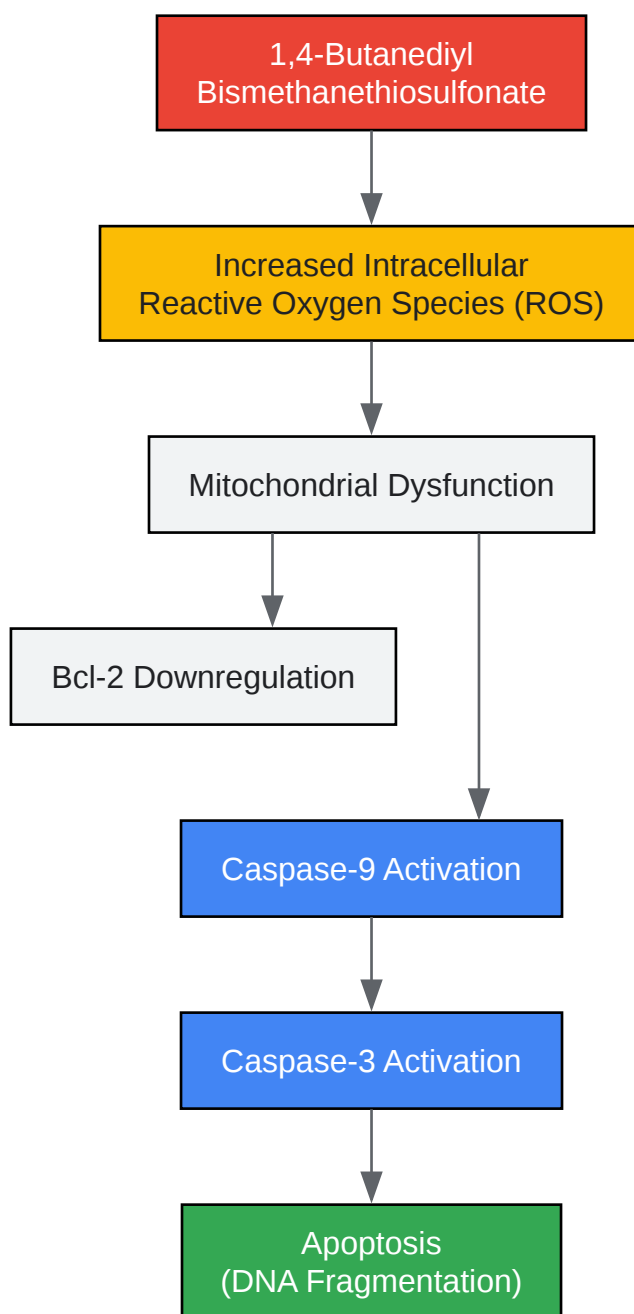 1,4-Butanediyl
Bismethanethiosulfonate
Increased Intracellular
Reactive Oxygen Species (ROS)
Mitochondrial Dysfunction
Bcl-2 Downregulation
Caspase-9 Activation
Caspase-3 Activation
Apoptosis
(DNA Fragmentation)